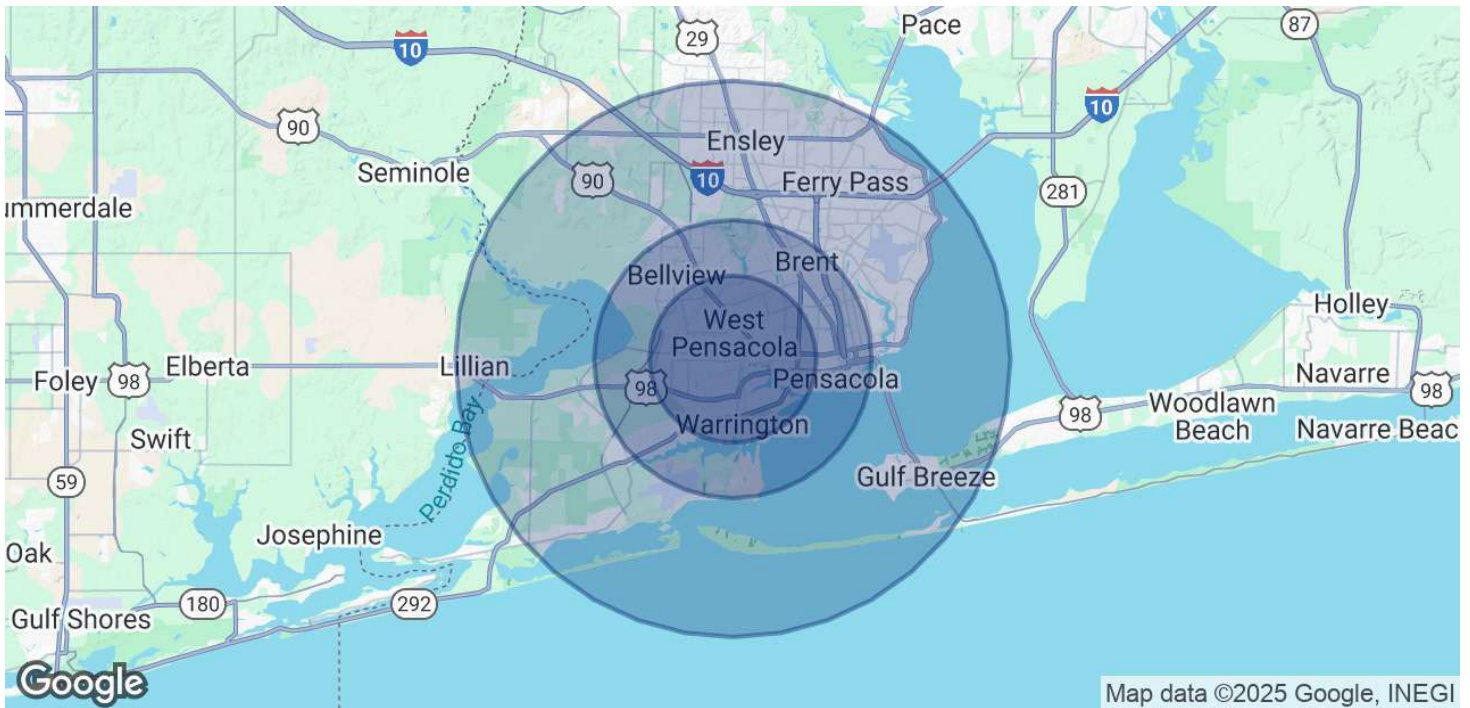 Pace
87
29
10
10
90
Ensley
Seminole
90
10
Ferry Pass
281
ummerdale
Bellview
Brent
Holley
West
Pensacola
Elberta
Lillian
Foley
98
98
Pensacola
Navarre
98
98
Woodlawn
Beach
Navarre Beac
Warrington
Swift
Perdido Bay
59
Gulf Breeze
Josephine
Oak
180
292
Gulf Shores
Google
Map data ©2025 Google, INEGI